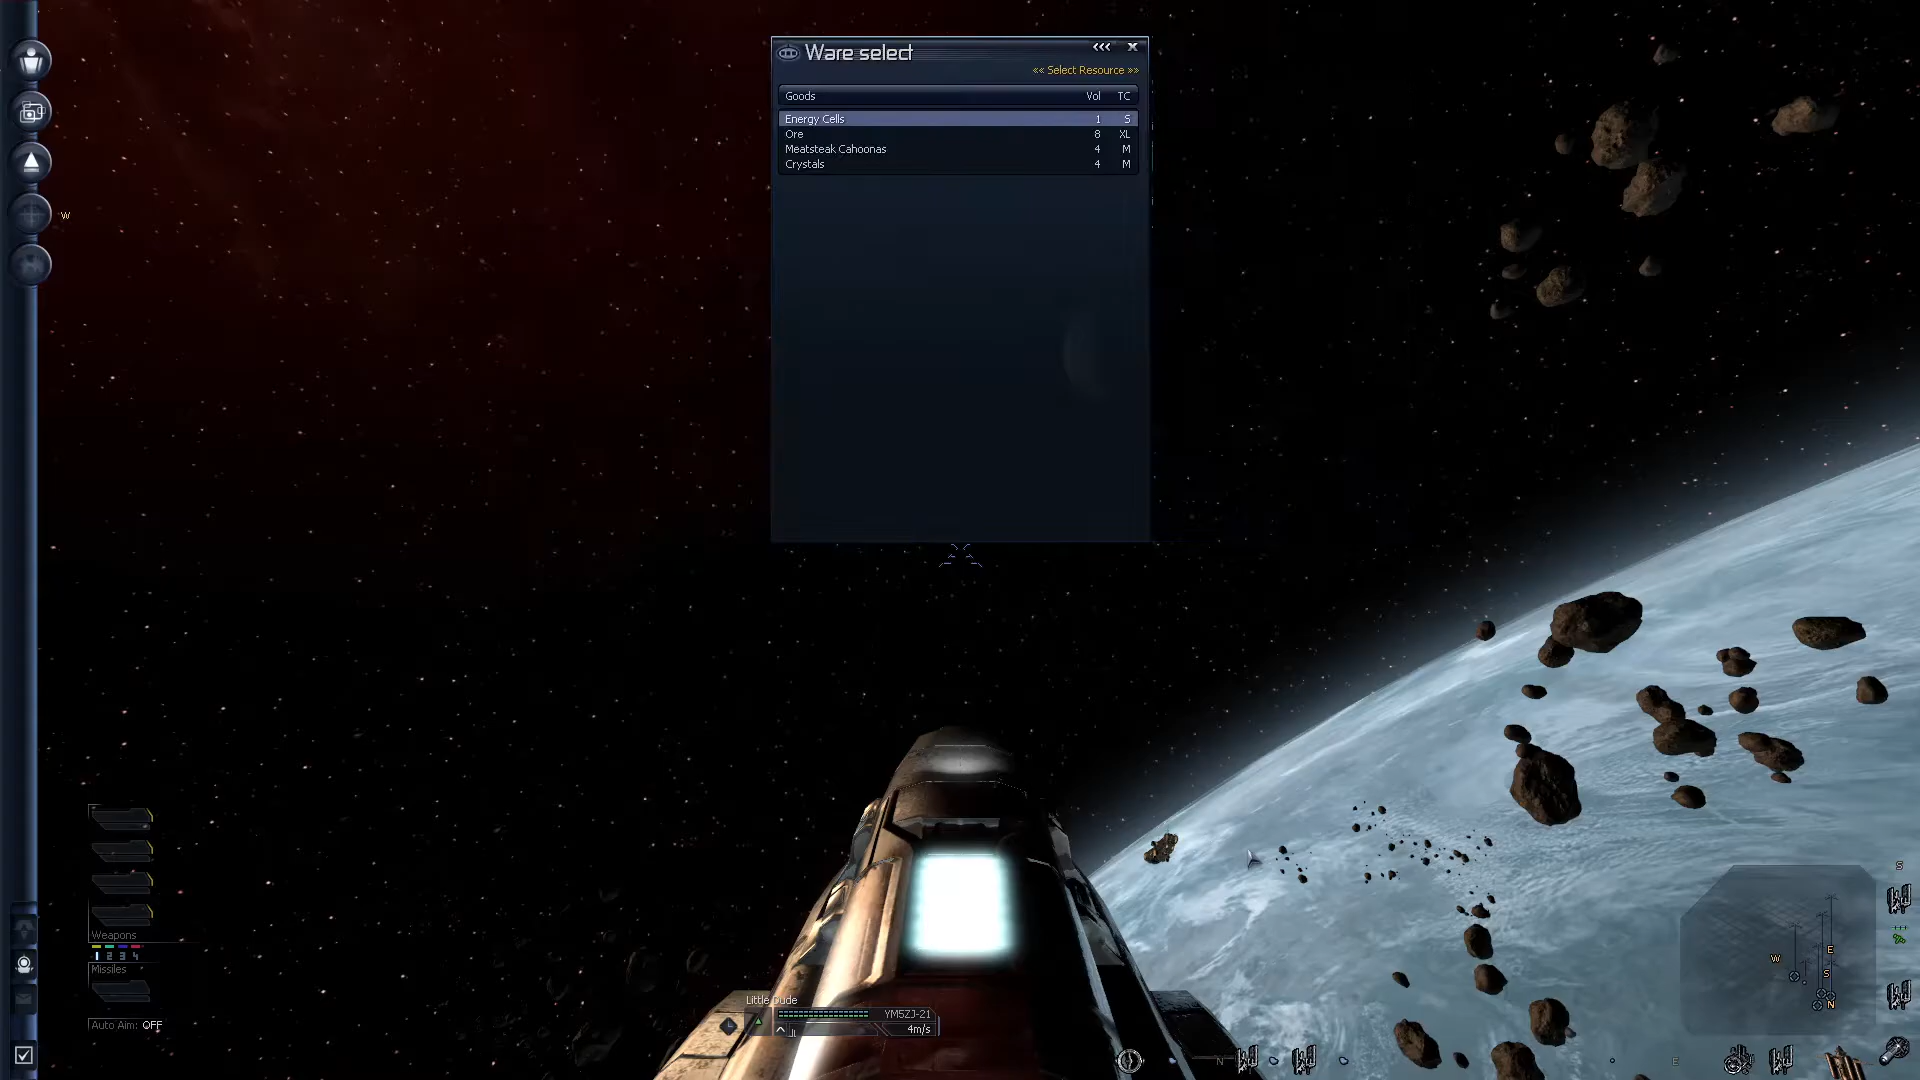 Ware select
<<< X
<< Select Resource >>
Goods Vol TC
Energy Cells 1 S
Ore 8 XL
Meatsteak Cahoonas 4 M
Crystals 4 M
W
Weapons
1 2 3 4
Missiles
Auto Aim: OFF
Little Dude
YM5ZJ-21
4m/s
S
W E
S
N
N
E